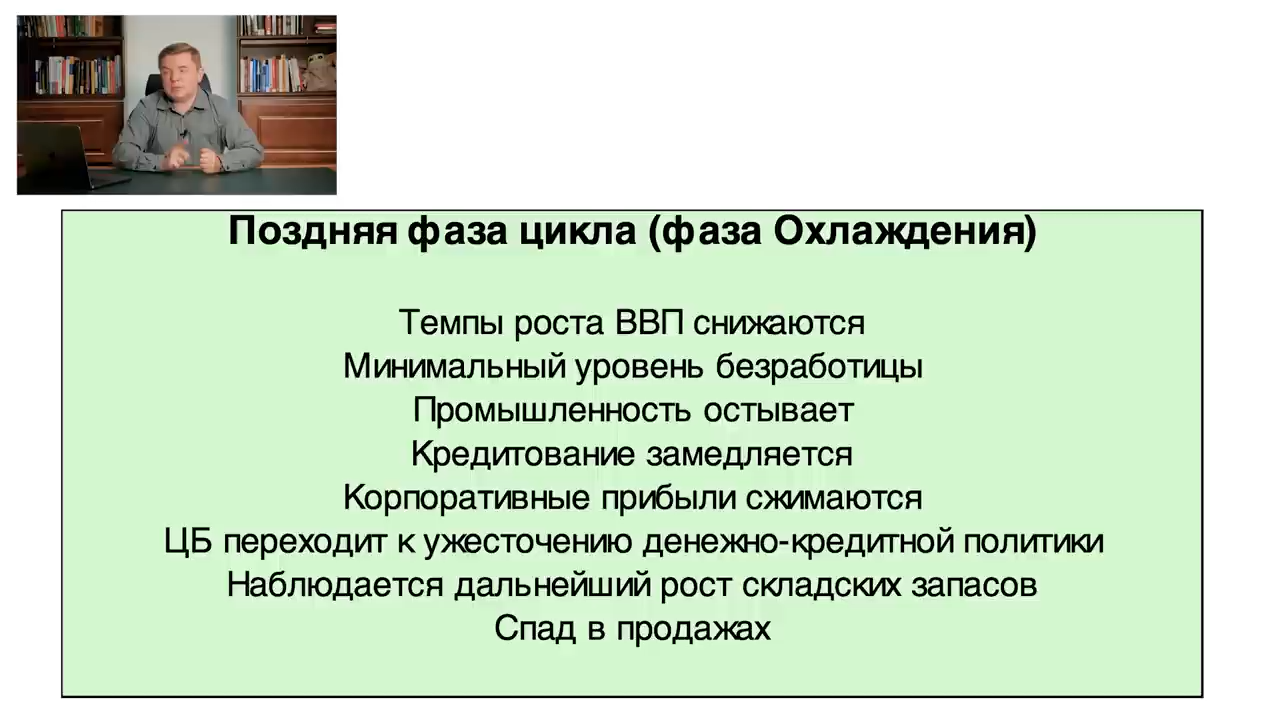 Поздняя фаза цикла (фаза Охлаждения)
Темпы роста ВВП снижаются
Минимальный уровень безработицы
Промышленность остывает
Кредитование замедляется
Корпоративные прибыли сжимаются
ЦБ переходит к ужесточению денежно-кредитной политики
Наблюдается дальнейший рост складских запасов
Спад в продажах